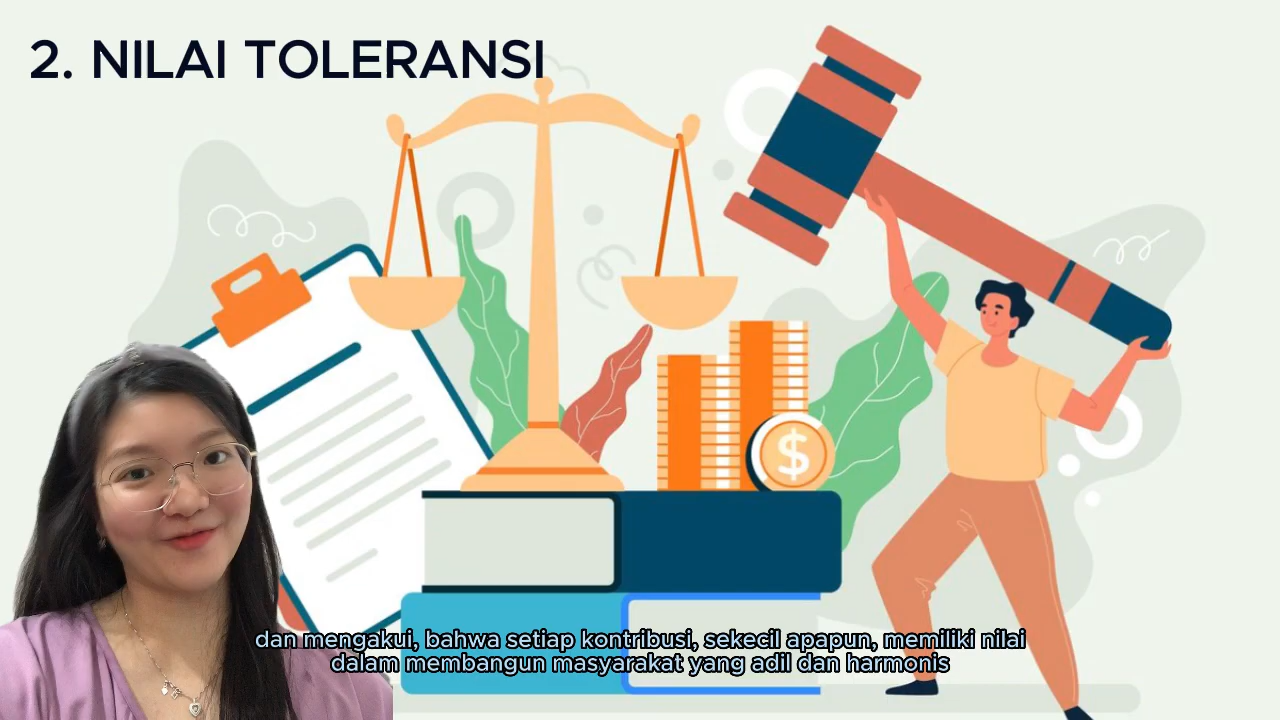 2. NILAI TOLERANSI
$
dan mengakui, bahwa setiap kontribusi, sekecil apapun, memiliki nilai
dalam membangun masyarakat yang adil dan harmonis